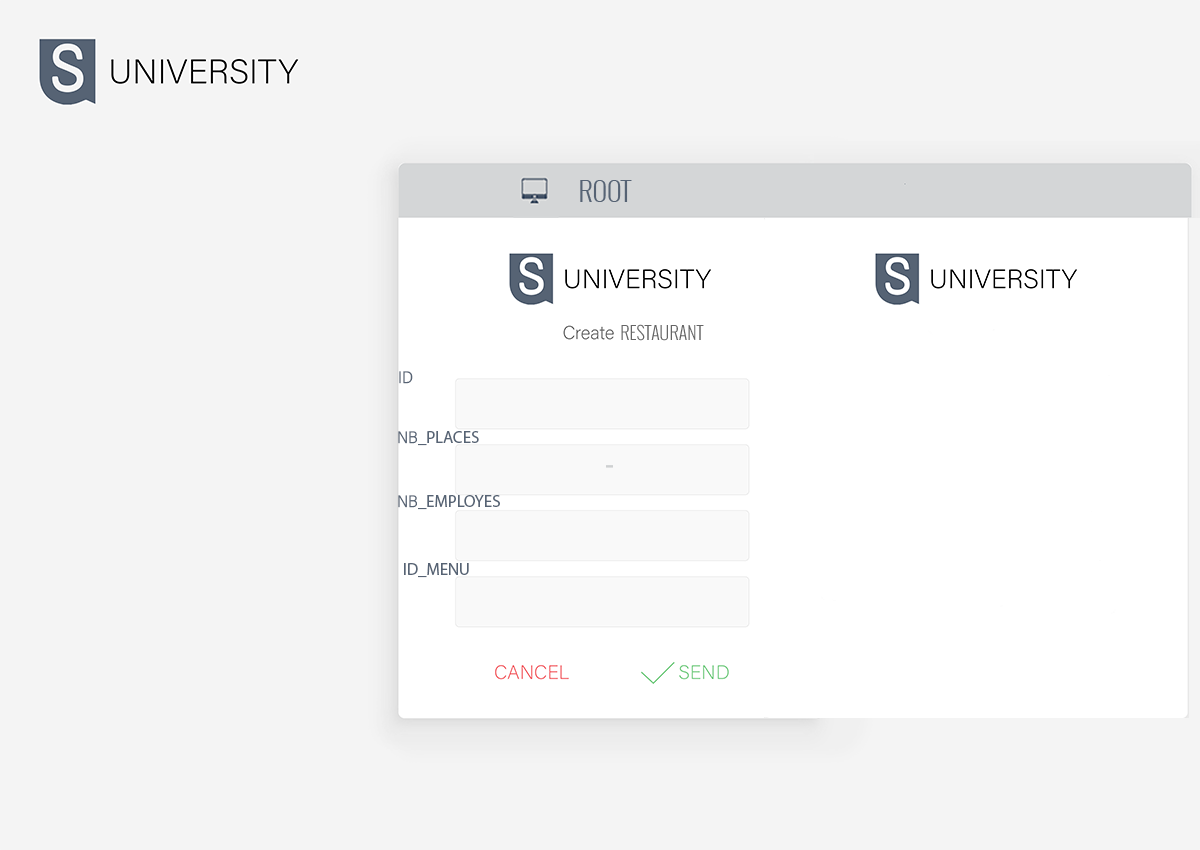 S UNIVERSITY
ROOT
S UNIVERSITY
S UNIVERSITY
Create RESTAURANT
ID
NB_PLACES
-
NB_EMPLOYES
ID_MENU
CANCEL
SEND